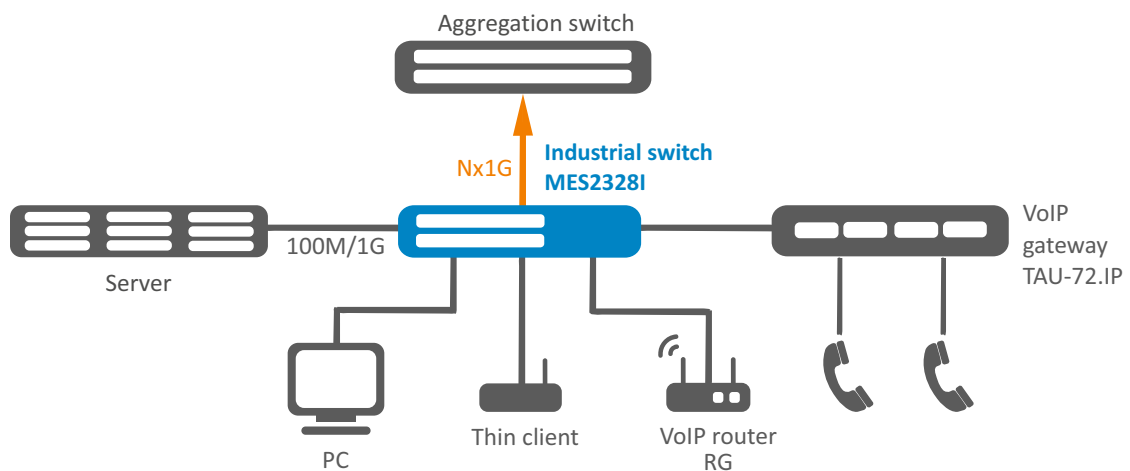 Aggregation switch
Nx1G
Industrial switch
MES2328I
100M/1G
Server
VoIP
gateway
TAU-72.IP
PC
Thin client
VoIP router
RG